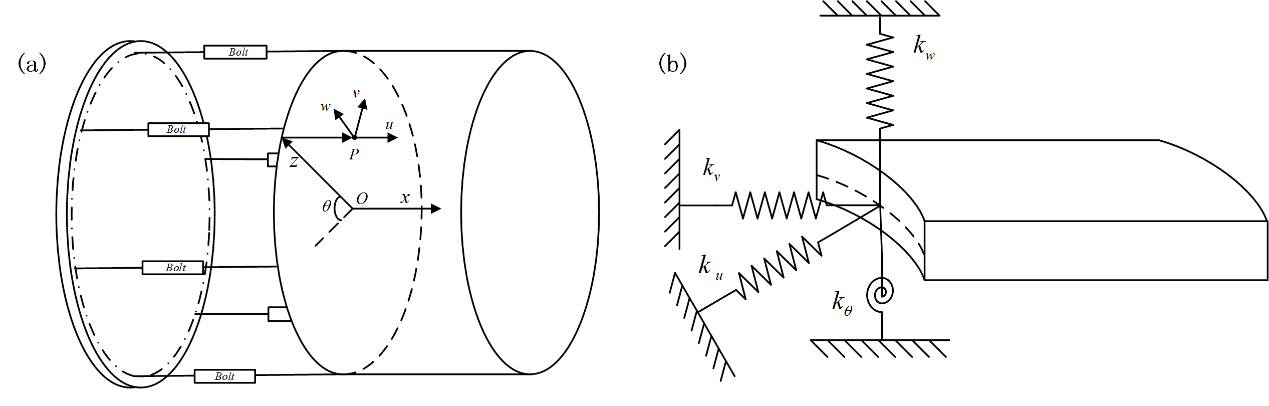 (a)
Bolt
Bolt
Bolt
Bolt
w
v
u
P
z
θ
O
x
(b)
k_w
k_v
k_u
k_θ